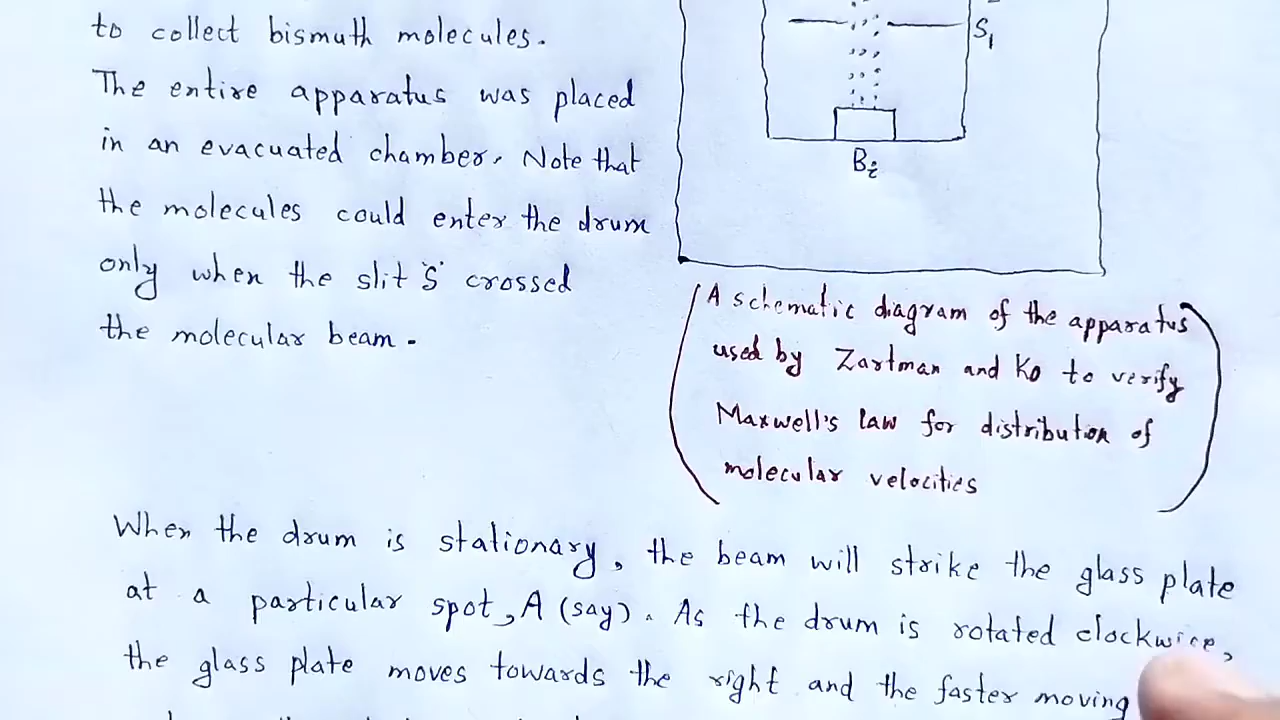 to collect bismuth molecules.
The entire apparatus was placed
in an evacuated chamber. Note that
the molecules could enter the drum
only when the slit 'S' crossed
the molecular beam.
S1
Bi
(A schematic diagram of the apparatus
used by Zartman and Ko to verify
Maxwell's law for distribution of
molecular velocities)
When the drum is stationary, the beam will strike the glass plate
at a particular spot, A (say). As the drum is rotated clockwise,
the glass plate moves towards the right and the faster moving